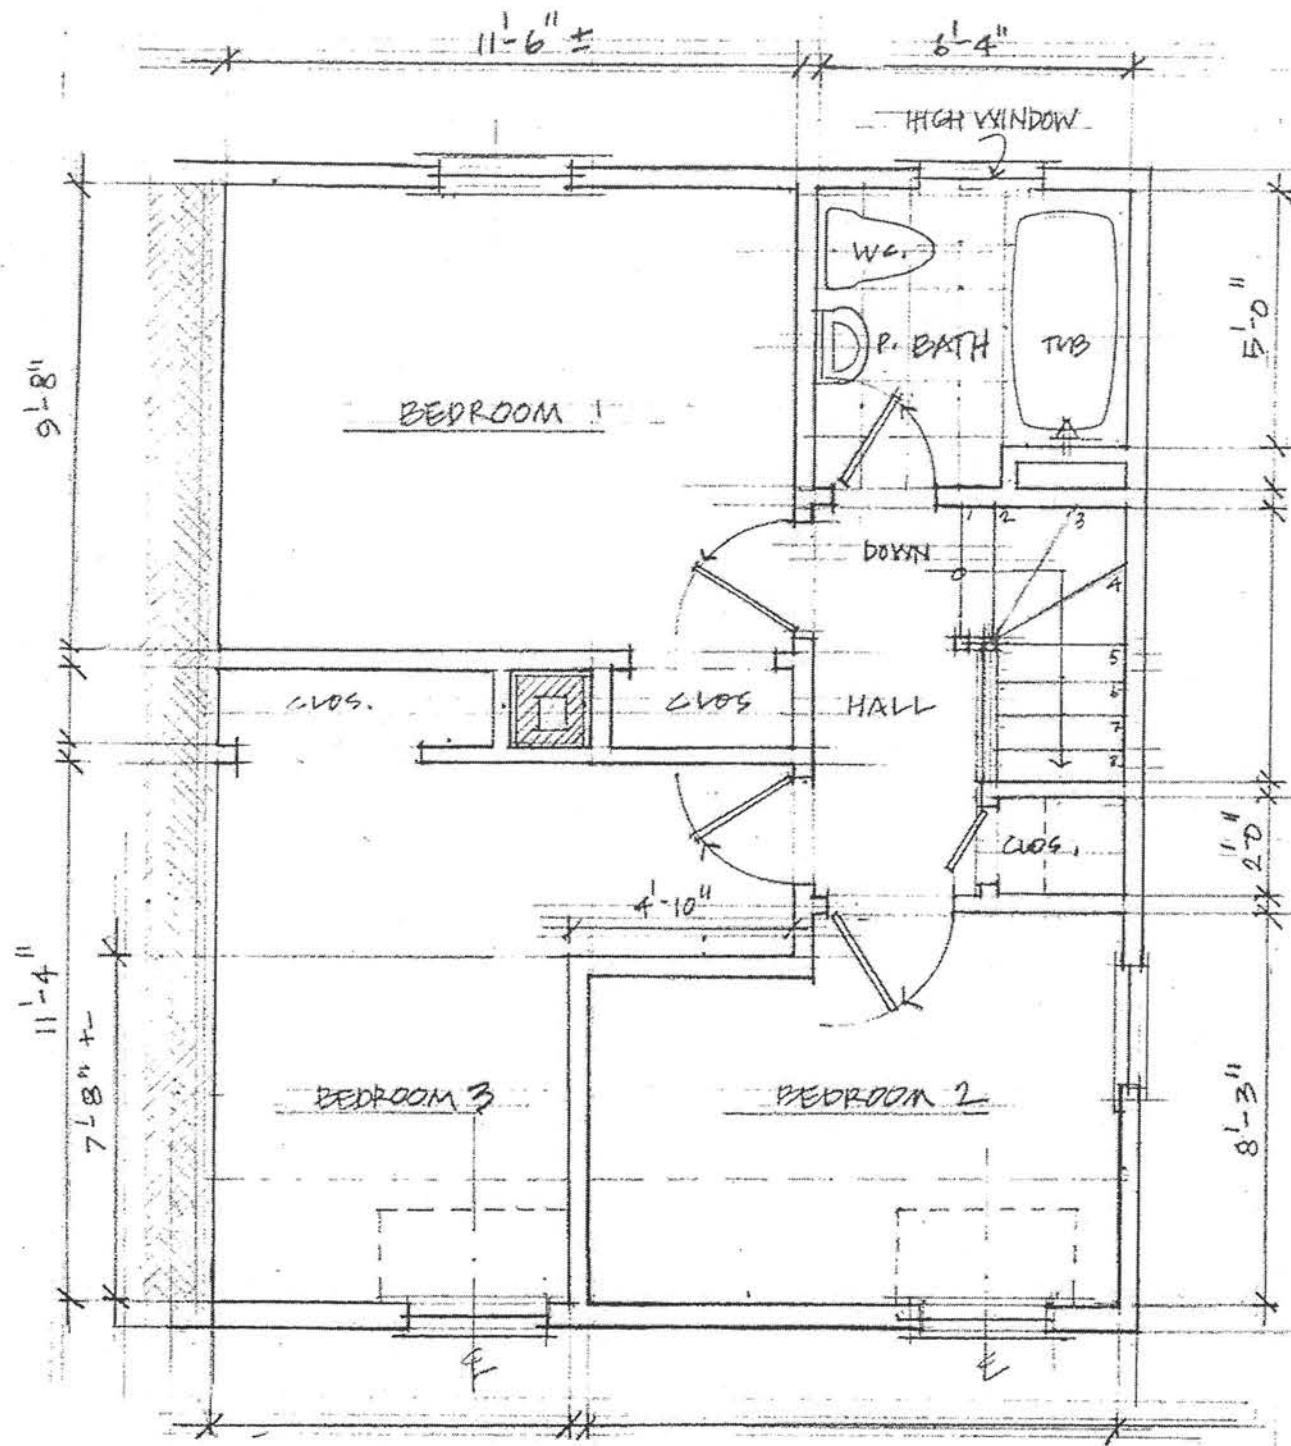 11'-6" ±
6'-4"
HIGH WINDOW
W.C.
5'-0"
P. BATH
TUB
9'-8"
BEDROOM 1
1
2
3
DOWN
4
5
CLOS.
CLOS
HALL
6
7
8
CLOS.
2'-0"
4'-10"
11'-4"
7'-8" +-
BEDROOM 3
BEDROOM 2
8'-3"